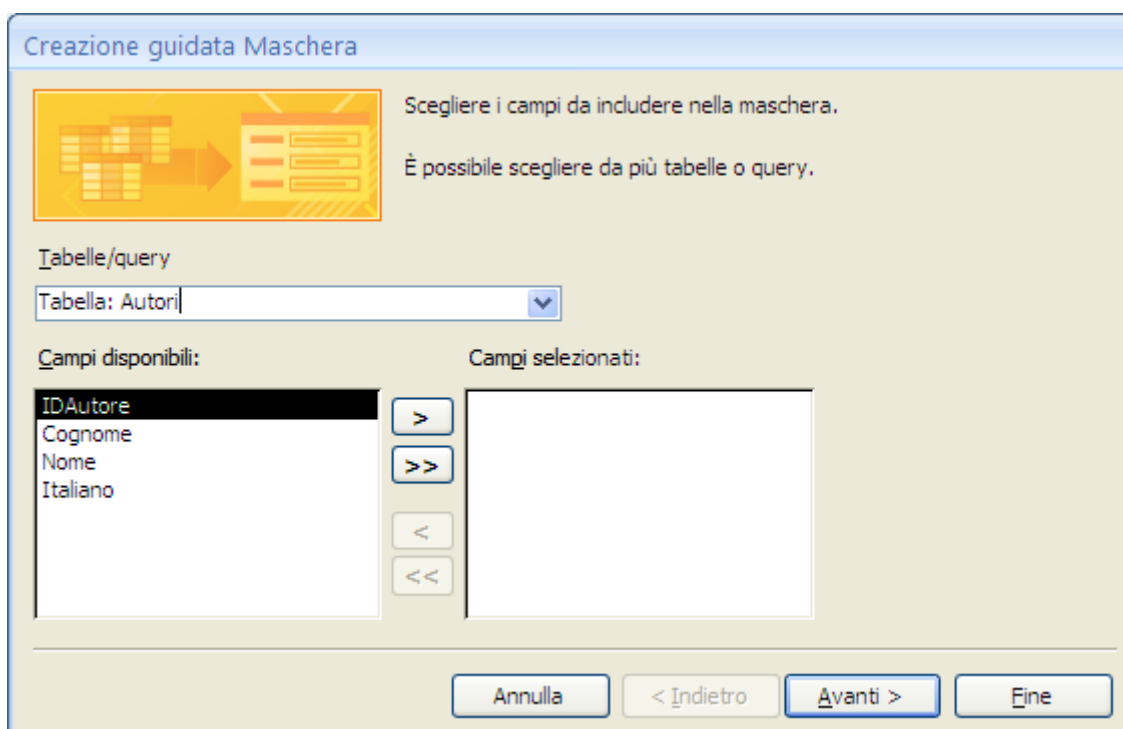 Creazione guidata Maschera
Scegliere i campi da includere nella maschera.
È possibile scegliere da più tabelle o query.
Tabelle/query
Tabella: Autori
Campi disponibili:
Campi selezionati:
IDAutore
Cognome
Nome
Italiano
>
>>
<
<<
Annulla
< Indietro
Avanti >
Fine